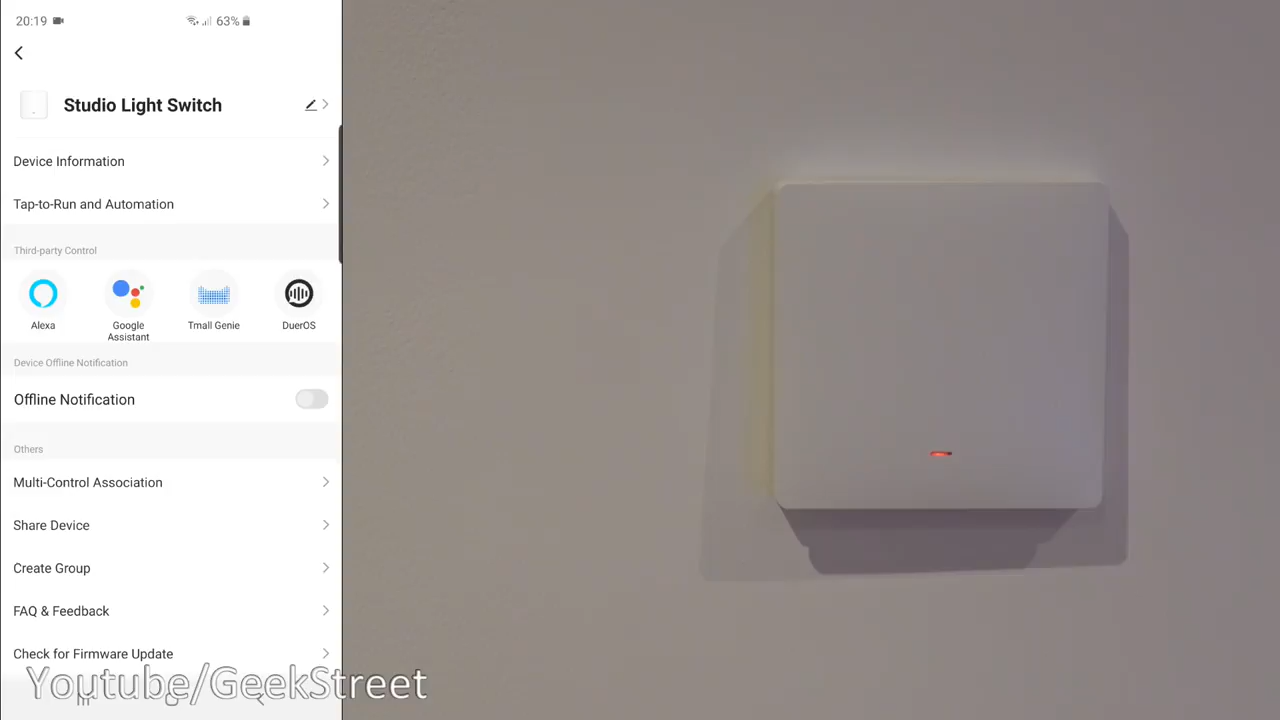 20:19 63%
Studio Light Switch
Device Information
Tap-to-Run and Automation
Third-party Control
Alexa
Google
Assistant
Tmall Genie
DuerOS
Device Offline Notification
Offline Notification
Others
Multi-Control Association
Share Device
Create Group
FAQ & Feedback
Check for Firmware Update
Youtube/GeekStreet